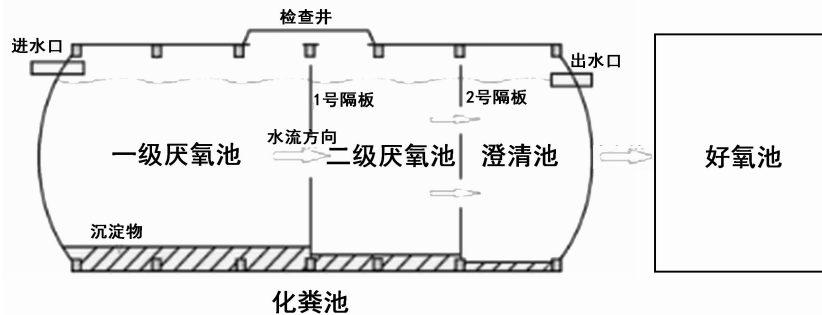 检查井
进水口
出水口
1号隔板
2号隔板
水流方向
一级厌氧池
二级厌氧池
澄清池
好氧池
沉淀物
化粪池